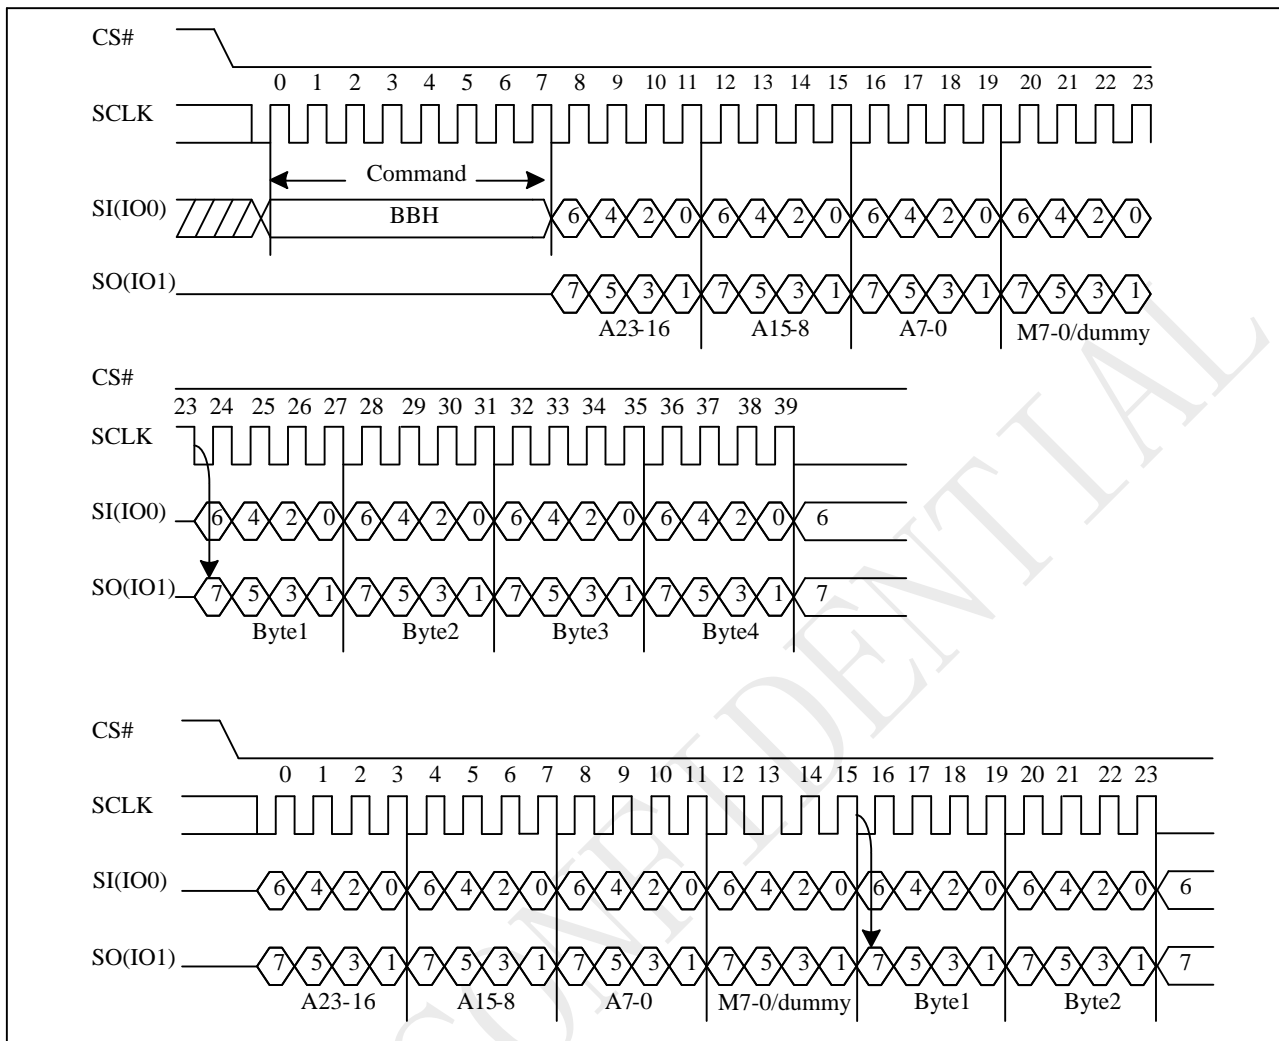 CS#
0 1 2 3 4 5 6 7 8 9 10 11 12 13 14 15 16 17 18 19 20 21 22 23
SCLK
Command
SI(IO0) BBH 6 4 2 0 6 4 2 0 6 4 2 0 6 4 2 0
SO(IO1) 7 5 3 1 7 5 3 1 7 5 3 1 7 5 3 1
A23-16 A15-8 A7-0 M7-0/dummy
CS#
23 24 25 26 27 28 29 30 31 32 33 34 35 36 37 38 39
SCLK
SI(IO0) 6 4 2 0 6 4 2 0 6 4 2 0 6 4 2 0 6
SO(IO1) 7 5 3 1 7 5 3 1 7 5 3 1 7 5 3 1 7
Byte1 Byte2 Byte3 Byte4
CS#
0 1 2 3 4 5 6 7 8 9 10 11 12 13 14 15 16 17 18 19 20 21 22 23
SCLK
SI(IO0) 6 4 2 0 6 4 2 0 6 4 2 0 6 4 2 0 6 4 2 0 6 4 2 0 6
SO(IO1) 7 5 3 1 7 5 3 1 7 5 3 1 7 5 3 1 7 5 3 1 7 5 3 1 7
A23-16 A15-8 A7-0 M7-0/dummy Byte1 Byte2
CONFIDENTIAL